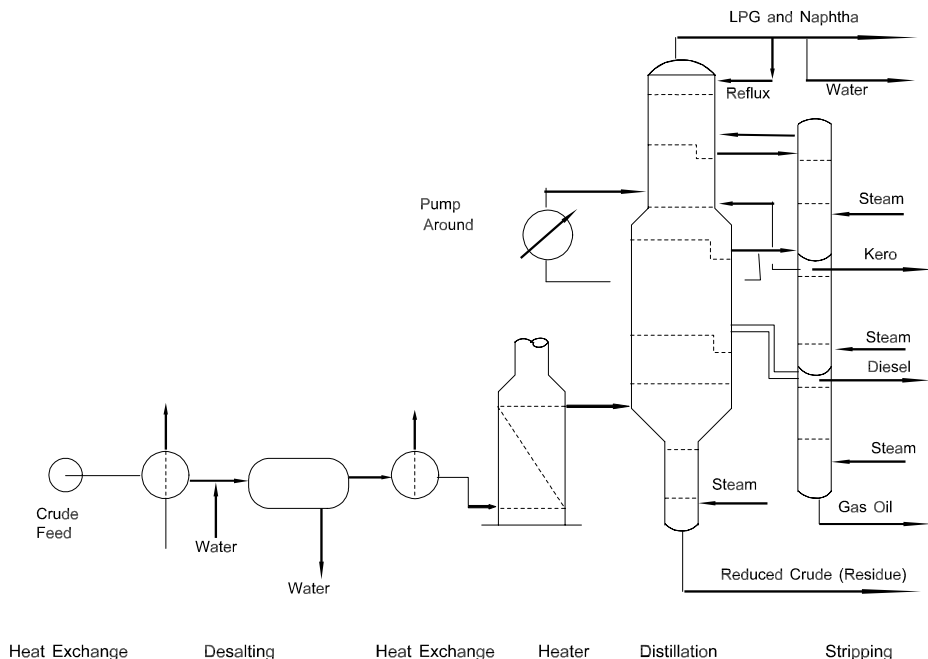 LPG and Naphtha
Reflux
Water
Steam
Pump
Around
Kero
Steam
Diesel
Steam
Steam
Crude
Feed
Water
Water
Gas Oil
Reduced Crude (Residue)
Heat Exchange
Desalting
Heat Exchange
Heater
Distillation
Stripping